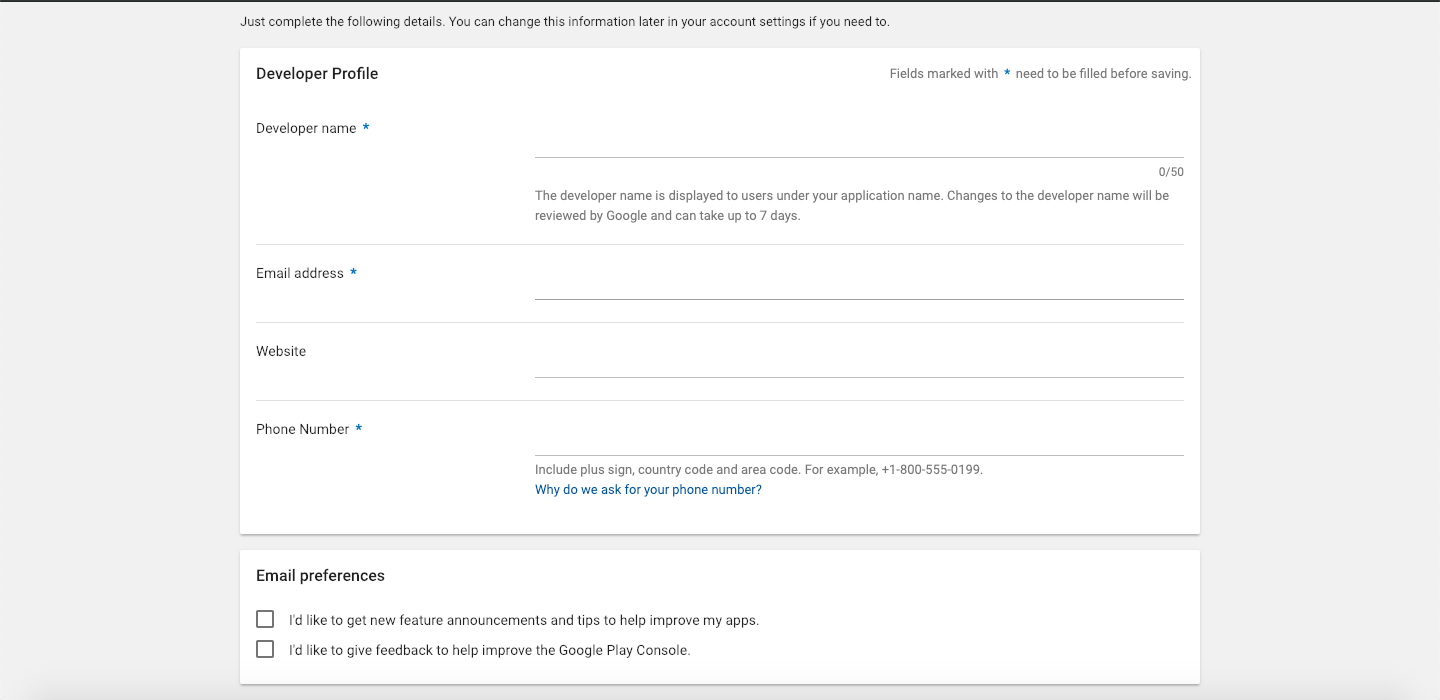 Just complete the following details. You can change this information later in your account settings if you need to.
Developer Profile
Fields marked with * need to be filled before saving.
Developer name *
0/50
The developer name is displayed to users under your application name. Changes to the developer name will be
reviewed by Google and can take up to 7 days.
Email address *
Website
Phone Number *
Include plus sign, country code and area code. For example, +1-800-555-0199.
Why do we ask for your phone number?
Email preferences
I'd like to get new feature announcements and tips to help improve my apps.
I'd like to give feedback to help improve the Google Play Console.